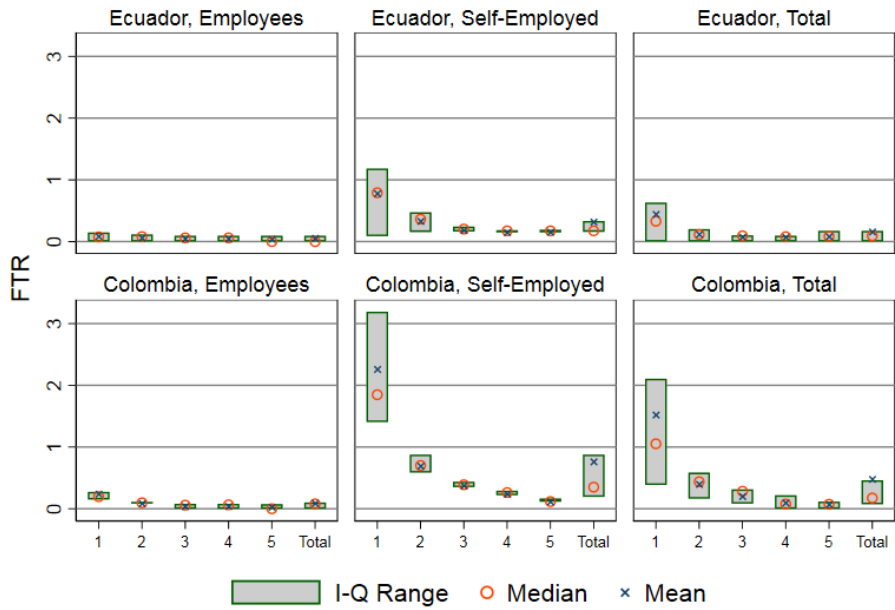 Ecuador, Employees
Ecuador, Self-Employed
Ecuador, Total
3
2
1
0
FTR
Colombia, Employees
Colombia, Self-Employed
Colombia, Total
3
2
1
0
1 2 3 4 5 Total
1 2 3 4 5 Total
1 2 3 4 5 Total
I-Q Range Median Mean